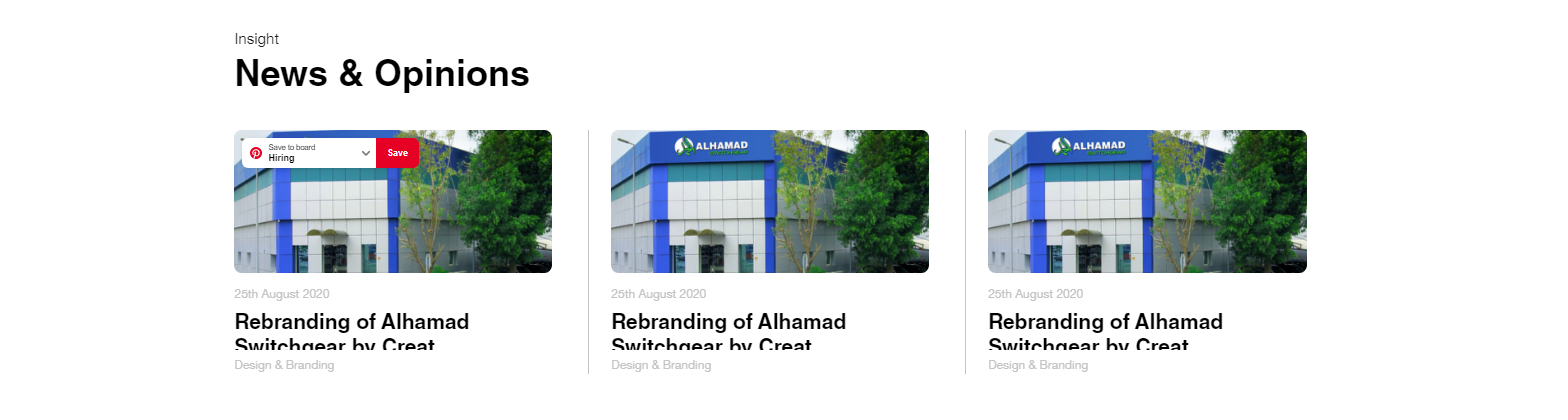 Insight
News & Opinions
Save to board
Hiring
Save
ALHAMAD
ALHAMAD
25th August 2020
25th August 2020
25th August 2020
Rebranding of Alhamad
Switchgear by Creat
Rebranding of Alhamad
Switchgear by Creat
Rebranding of Alhamad
Switchgear by Creat
Design & Branding
Design & Branding
Design & Branding